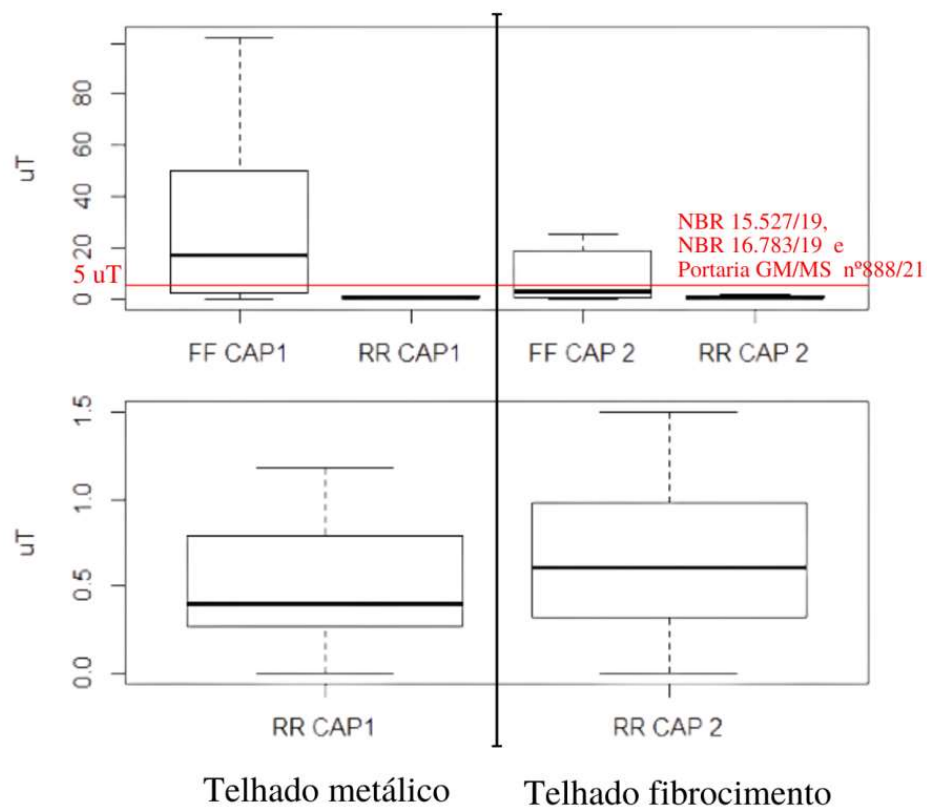 uT
80
60
40
20
0
5 uT
NBR 15.527/19,
NBR 16.783/19 e
Portaria GM/MS nº888/21
FF CAP1
RR CAP1
FF CAP 2
RR CAP 2
uT
1.5
1.0
0.5
0.0
RR CAP1
RR CAP 2
Telhado metálico
Telhado fibrocimento